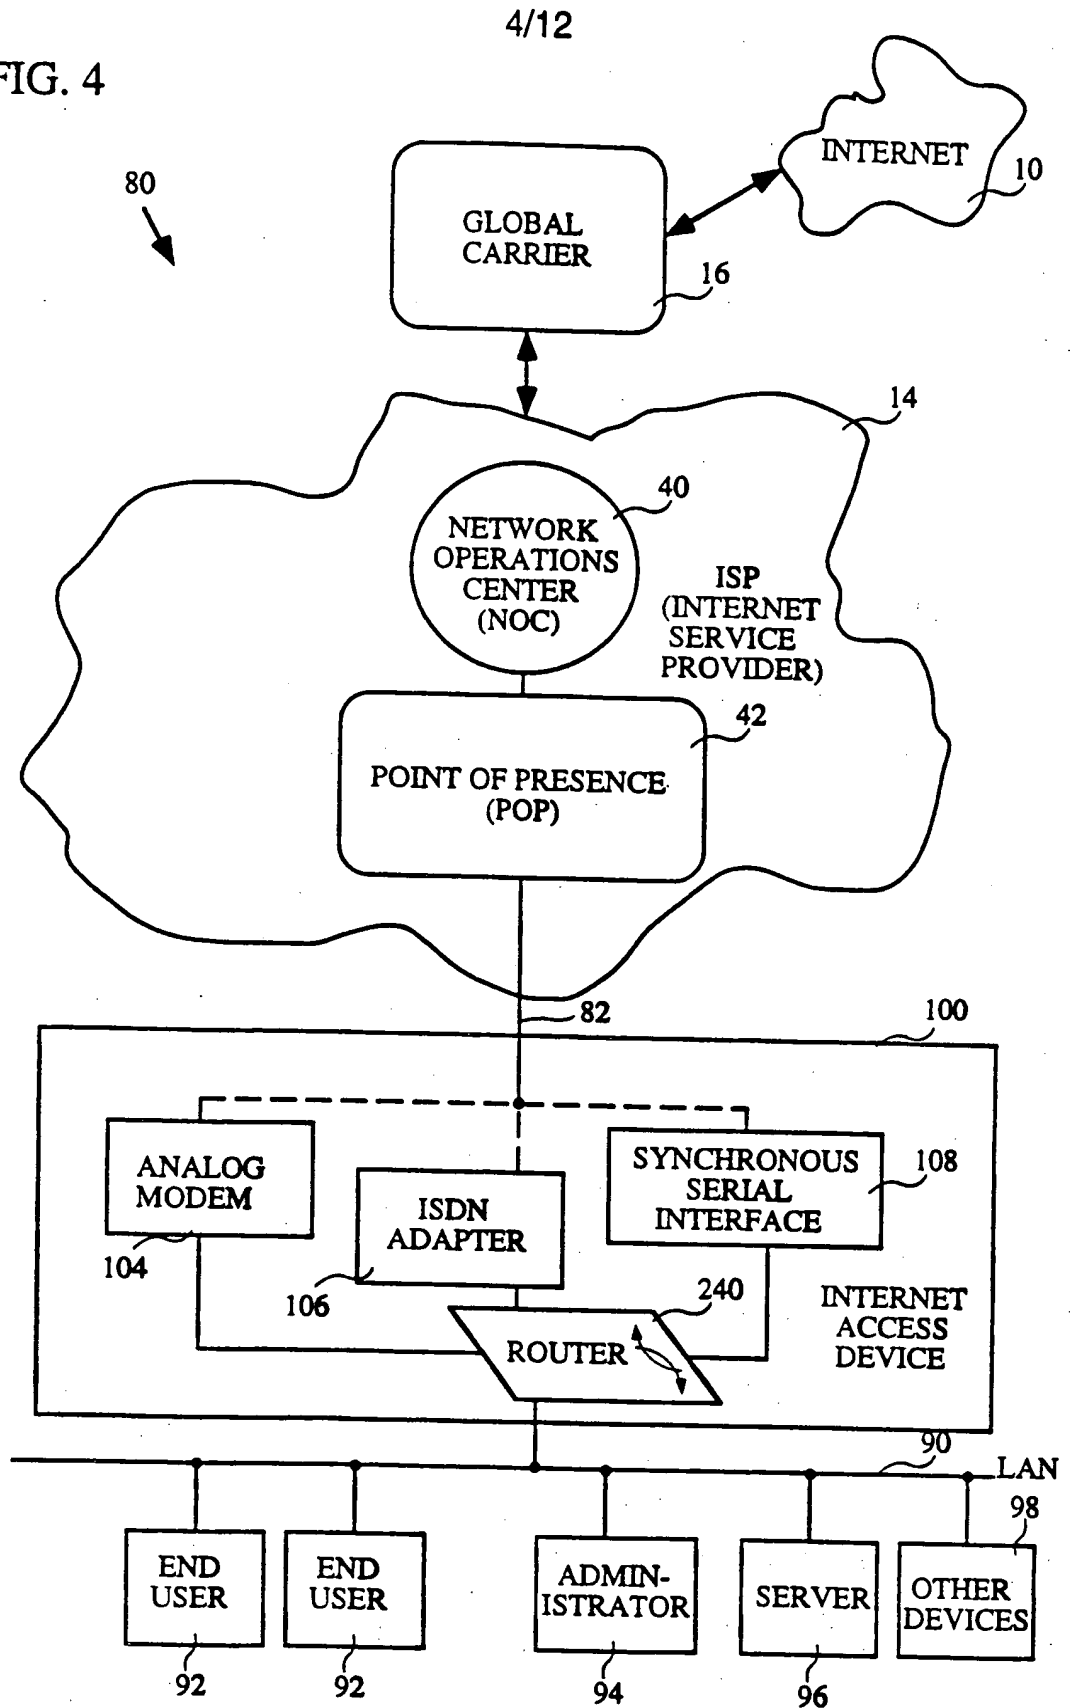 4/12
FIG. 4
INTERNET
10
80
GLOBAL
CARRIER
16
14
40
NETWORK
OPERATIONS
CENTER
(NOC)
ISP
(INTERNET
SERVICE
PROVIDER)
42
POINT OF PRESENCE
(POP)
82
100
ANALOG
MODEM
104
ISDN
ADAPTER
106
SYNCHRONOUS
SERIAL
INTERFACE
108
240
ROUTER
INTERNET
ACCESS
DEVICE
90
LAN
98
END
USER
92
END
USER
92
ADMIN-
ISTRATOR
94
SERVER
96
OTHER
DEVICES